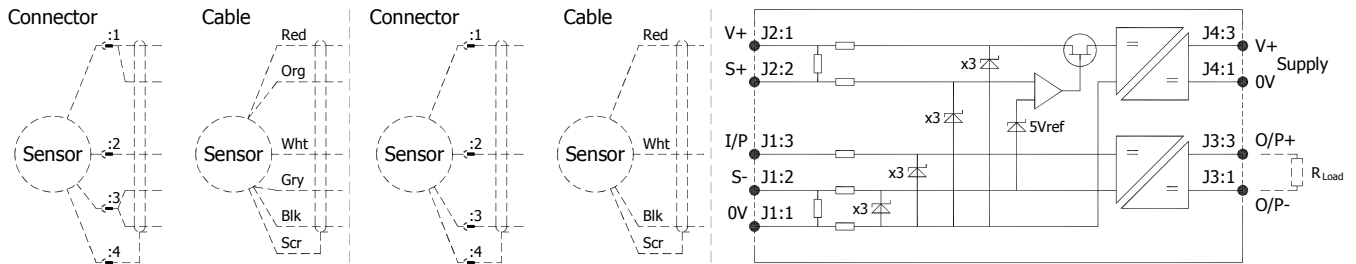 Connector
:1
Sensor
:2
:3
:4
Cable
Red
Org
Sensor
Wht
Gry
Blk
Scr
Connector
:1
Sensor
:2
:3
:4
Cable
Red
Sensor
Wht
Blk
Scr
V+ J2:1
S+ J2:2
I/P J1:3
S- J1:2
0V J1:1
x3
x3
x3
x3
5Vref
=
=
=
=
J4:3 V+
Supply
J4:1 0V
J3:3 O/P+
RLoad
J3:1 O/P-